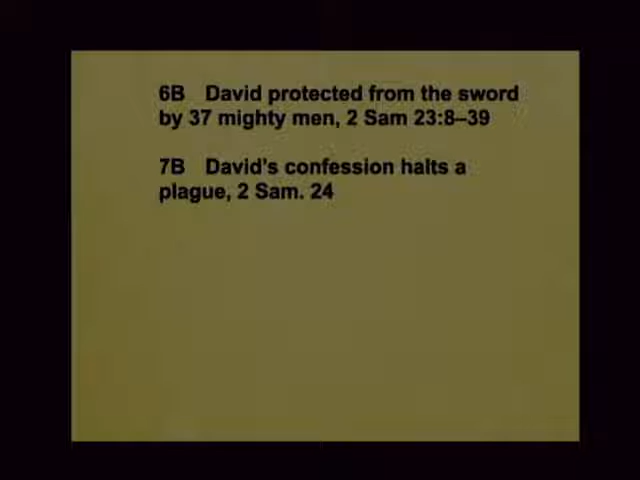 6B David protected from the sword
by 37 mighty men, 2 Sam 23:8–39
7B David's confession halts a
plague, 2 Sam. 24